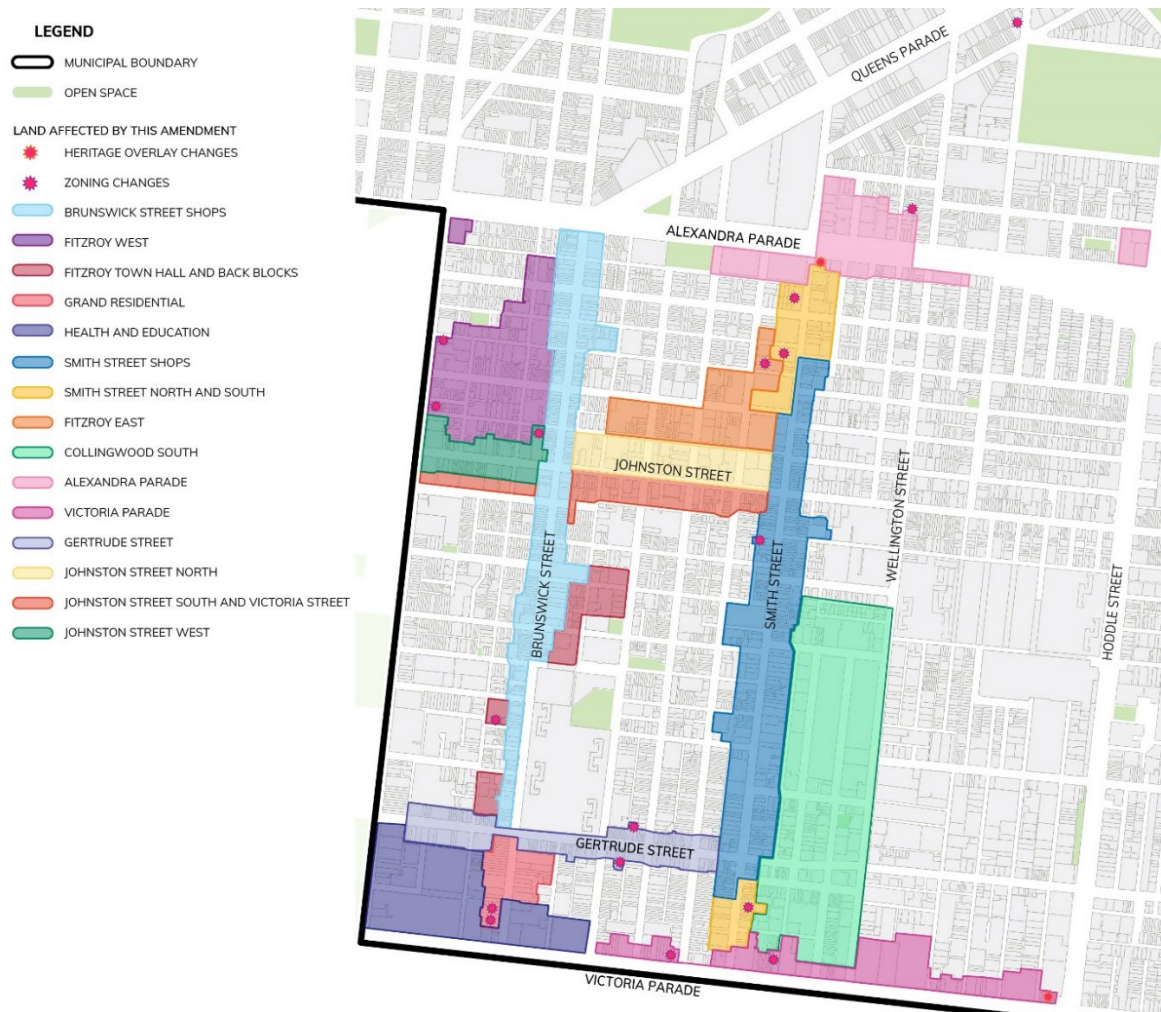 LEGEND
MUNICIPAL BOUNDARY
OPEN SPACE
LAND AFFECTED BY THIS AMENDMENT
HERITAGE OVERLAY CHANGES
ZONING CHANGES
BRUNSWICK STREET SHOPS
FITZROY WEST
FITZROY TOWN HALL AND BACK BLOCKS
GRAND RESIDENTIAL
HEALTH AND EDUCATION
SMITH STREET SHOPS
SMITH STREET NORTH AND SOUTH
FITZROY EAST
COLLINGWOOD SOUTH
ALEXANDRA PARADE
VICTORIA PARADE
GERTRUDE STREET
JOHNSTON STREET NORTH
JOHNSTON STREET SOUTH AND VICTORIA STREET
JOHNSTON STREET WEST
QUEENS PARADE
ALEXANDRA PARADE
JOHNSTON STREET
BRUNSWICK STREET
SMITH STREET
WELLINGTON STREET
HODDLE STREET
GERTRUDE STREET
VICTORIA PARADE